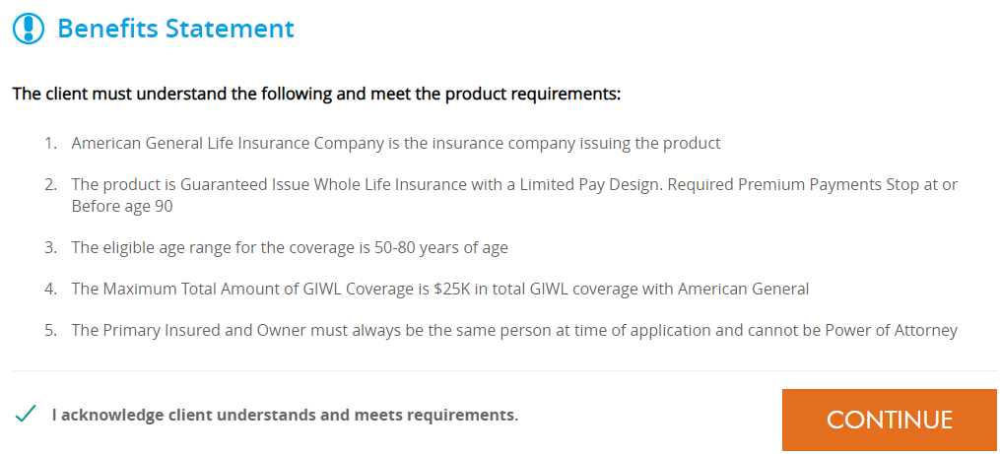 Benefits Statement
The client must understand the following and meet the product requirements:
1. American General Life Insurance Company is the insurance company issuing the product
2. The product is Guaranteed Issue Whole Life Insurance with a Limited Pay Design. Required Premium Payments Stop at or
Before age 90
3. The eligible age range for the coverage is 50-80 years of age
4. The Maximum Total Amount of GIWL Coverage is $25K in total GIWL coverage with American General
5. The Primary Insured and Owner must always be the same person at time of application and cannot be Power of Attorney
I acknowledge client understands and meets requirements.
CONTINUE